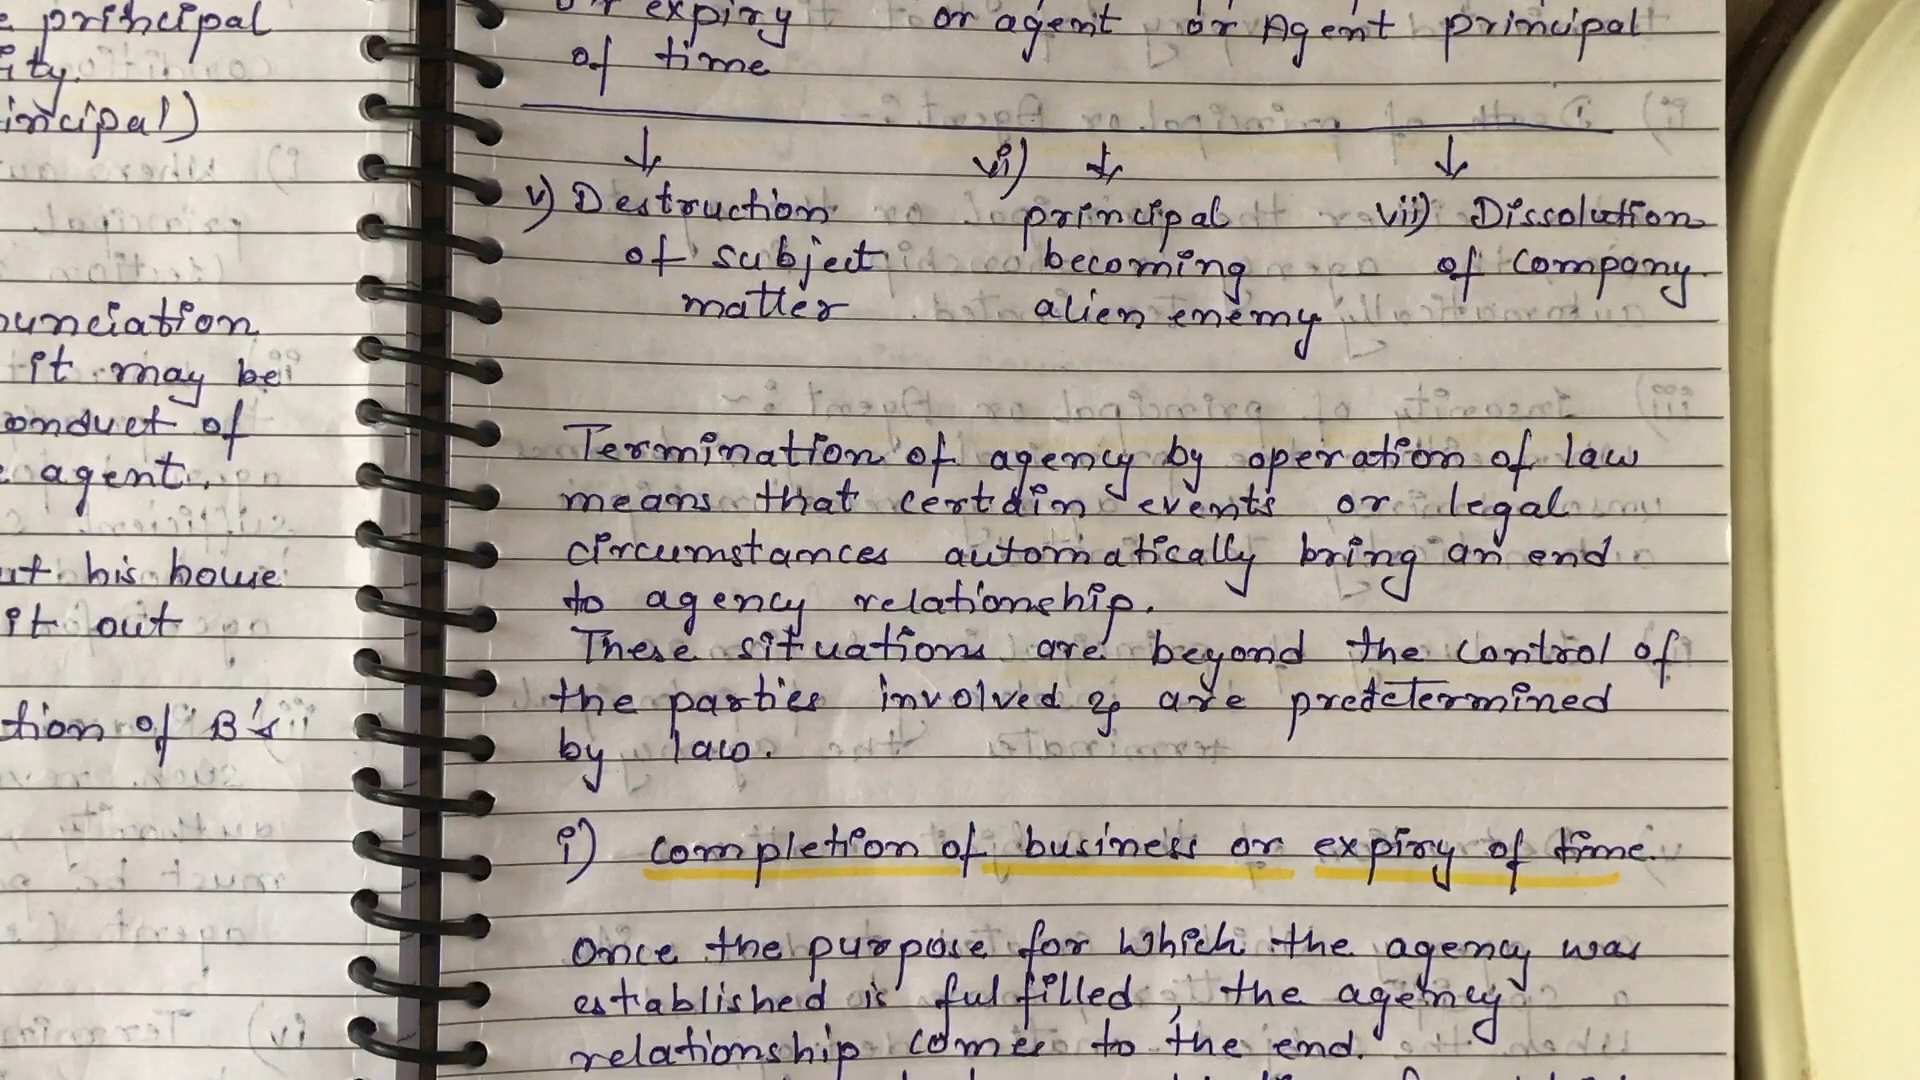 e principal
ity.
incipal)
nunciation
it may be
onduct of
e agent.
ut his house
it out
tion of B's
or expiry or agent or Agent principal
of time
v) Destruction vi) principal vii) Dissolution
of subject becoming of company.
matter alien enemy
Termination of agency by operation of law
means that certain events or legal
circumstances automatically bring an end
to agency relationship.
These situations are beyond the control of
the parties involved & are predetermined
by law.
i) completion of business or expiry of time.
Once the purpose for which the agency was
established is fulfilled, the agency
relationship comes to the end.